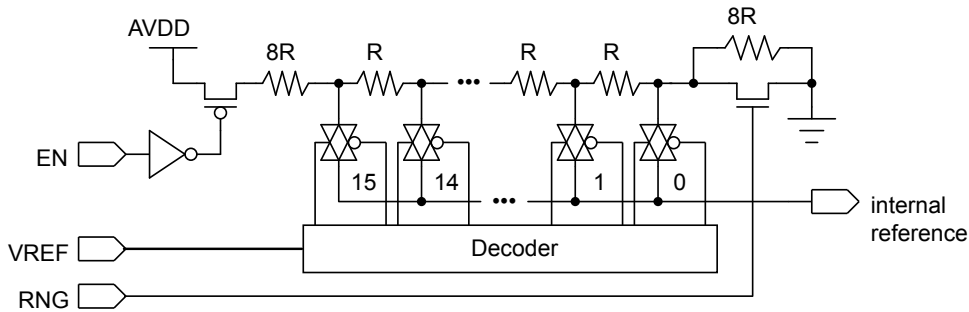 AVDD
8R
R
R
R
8R
•••
EN
15
14
1
0
•••
internal
reference
VREF
Decoder
RNG